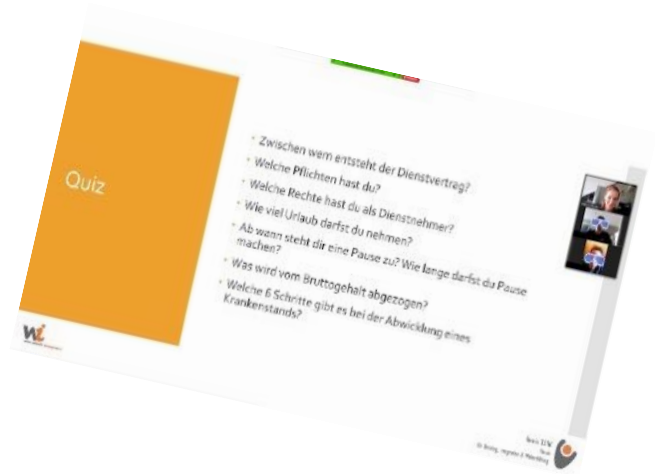 Quiz
Zwischen wem entsteht der Dienstvertrag?
Welche Pflichten hast du?
Welche Rechte hast du als Dienstnehmer?
Wie viel Urlaub darfst du nehmen?
Ab wann steht dir eine Pause zu? Wie lange darfst du Pause
machen?
Was wird vom Bruttogehalt abgezogen?
Welche 6 Schritte gibt es bei der Abwicklung eines
Krankenstands?
wi